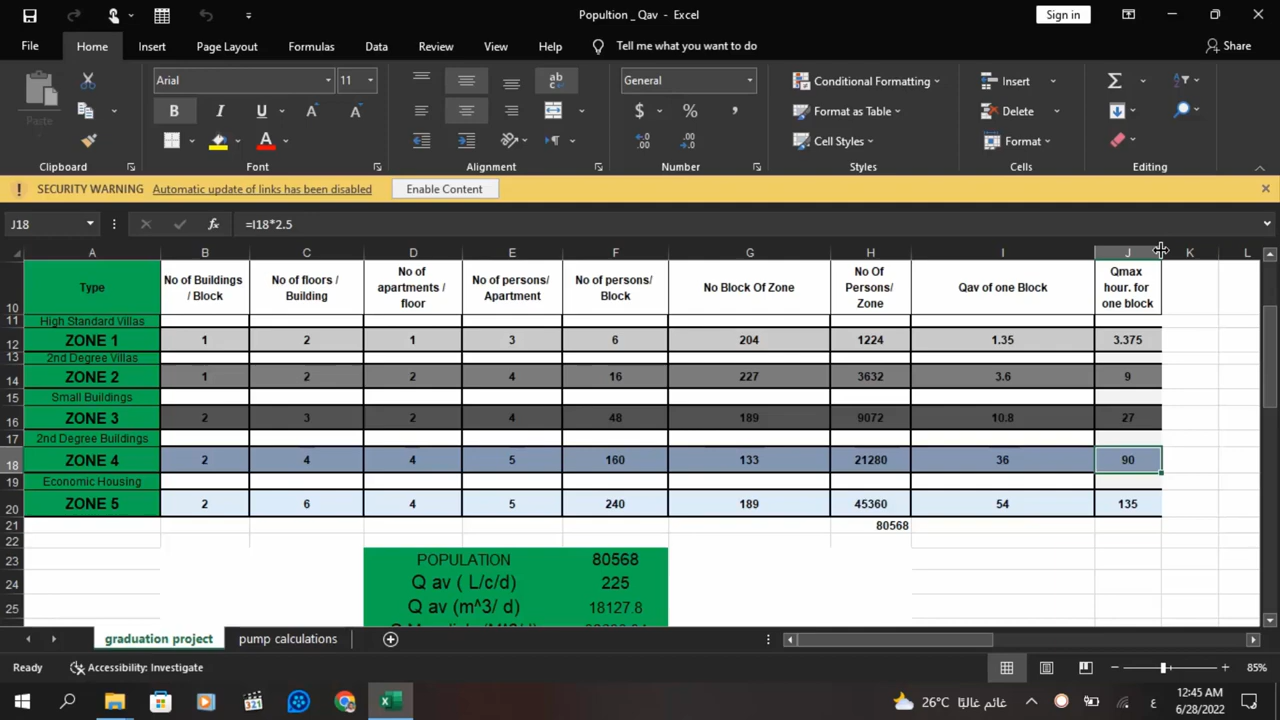 Popultion _ Qav - Excel
Sign in
File Home Insert Page Layout Formulas Data Review View Help Tell me what you want to do Share
Paste
Arial 11
ab
c
General
B I U A A
$ % ,
Conditional Formatting
Format as Table
Cell Styles
Insert
Delete
Format
Clipboard Font Alignment Number Styles Cells Editing
SECURITY WARNING Automatic update of links has been disabled Enable Content
J18 fx =I18*2.5
A B C D E F G H I J K L
10 Type No of Buildings / Block No of floors / Building No of apartments / floor No of persons/ Apartment No of persons/ Block No Block Of Zone No Of Persons/ Zone Qav of one Block Qmax hour. for one block
11 High Standard Villas
12 ZONE 1 1 2 1 3 6 204 1224 1.35 3.375
13 2nd Degree Villas
14 ZONE 2 1 2 2 4 16 227 3632 3.6 9
15 Small Buildings
16 ZONE 3 2 3 2 4 48 189 9072 10.8 27
17 2nd Degree Buildings
18 ZONE 4 2 4 4 5 160 133 21280 36 90
19 Economic Housing
20 ZONE 5 2 6 4 5 240 189 45360 54 135
21 80568
22
23 POPULATION 80568
24 Q av ( L/c/d) 225
25 Q av (m^3/ d) 18127.8
graduation project pump calculations
Ready Accessibility: Investigate 85%
321
26°C غائم غالبًا
ع
12:45 AM
6/28/2022